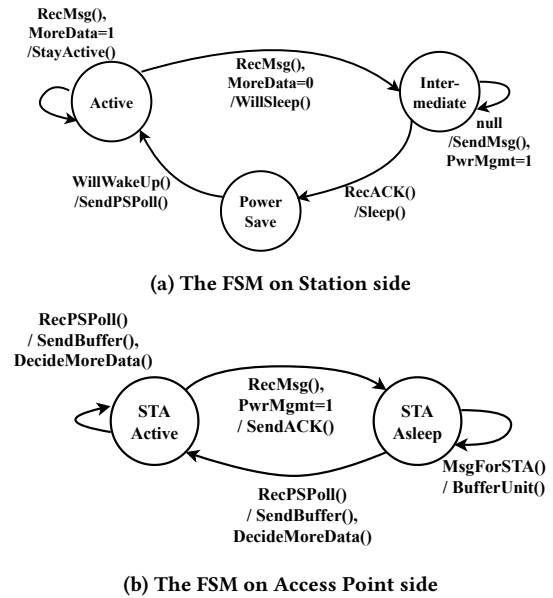 RecMsg(),
MoreData=1
/StayActive()
Active
RecMsg(),
MoreData=0
/WillSleep()
Inter-
mediate
null
/SendMsg(),
PwrMgmt=1
WillWakeUp()
/SendPSPoll()
Power
Save
RecACK()
/Sleep()
(a) The FSM on Station side
RecPSPoll()
/ SendBuffer(),
DecideMoreData()
STA
Active
RecMsg(),
PwrMgmt=1
/ SendACK()
STA
Asleep
MsgForSTA()
/ BufferUnit()
RecPSPoll()
/ SendBuffer(),
DecideMoreData()
(b) The FSM on Access Point side